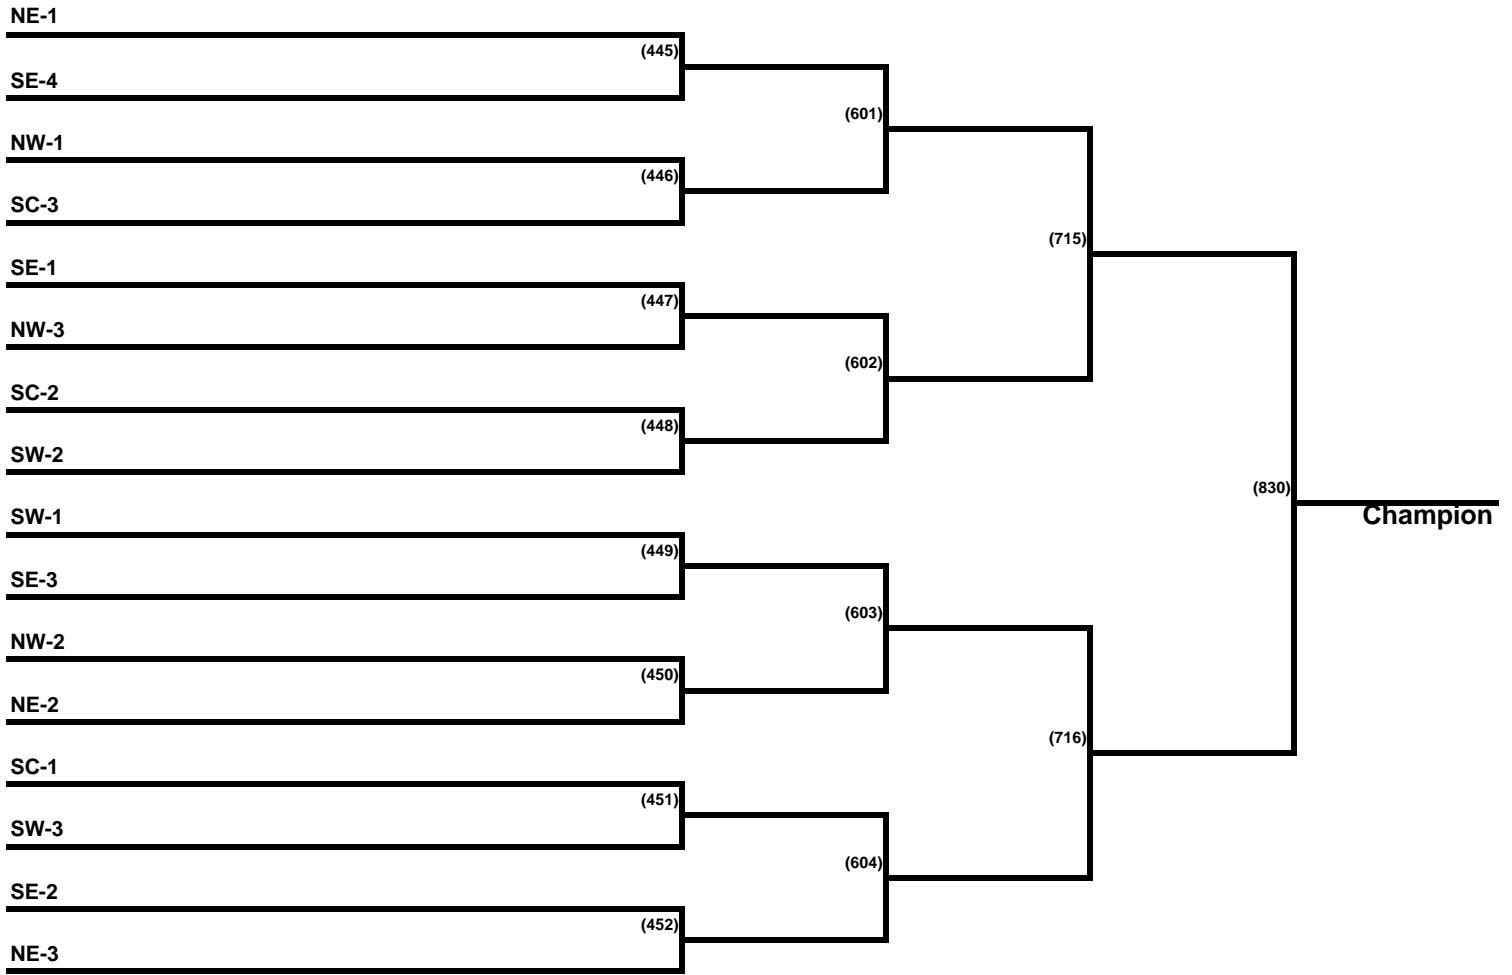 NE-1
(445)
SE-4
(601)
NW-1
(446)
SC-3
(715)
SE-1
(447)
NW-3
(602)
SC-2
(448)
SW-2
(830)
Champion
SW-1
(449)
SE-3
(603)
NW-2
(450)
NE-2
(716)
SC-1
(451)
SW-3
(604)
SE-2
(452)
NE-3